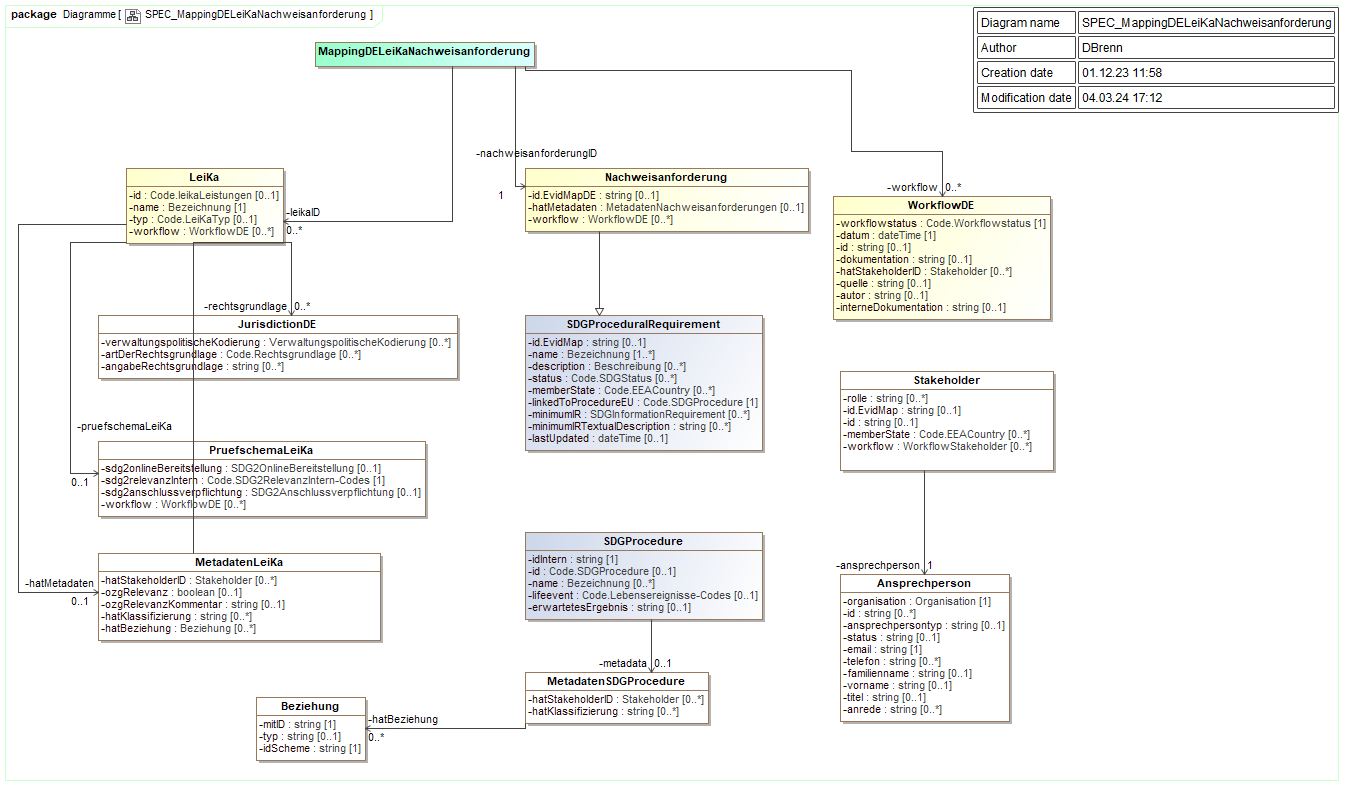 package Diagramme [ SPEC_MappingDELeiKaNachweisanforderung ]
Diagram name SPEC_MappingDELeiKaNachweisanforderung
Author DBrenn
Creation date 01.12.23 11:58
Modification date 04.03.24 17:12
MappingDELeiKaNachweisanforderung
-nachweisanforderungID
1
-workflow 0..*
-leikaID
0..*
LeiKa
-id : Code.leikaLeistungen [0..1]
-name : Bezeichnung [1]
-typ : Code.LeiKaTyp [0..1]
-workflow : WorkflowDE [0..*]
Nachweisanforderung
-id.EvidMapDE : string [0..1]
-hatMetadaten : MetadatenNachweisanforderungen [0..1]
-workflow : WorkflowDE [0..*]
WorkflowDE
-workflowstatus : Code.Workflowstatus [1]
-datum : dateTime [1]
-id : string [0..1]
-dokumentation : string [0..1]
-hatStakeholderID : Stakeholder [0..*]
-quelle : string [0..1]
-autor : string [0..1]
-interneDokumentation : string [0..1]
-rechtsgrundlage 0..*
JurisdictionDE
-verwaltungspolitischeKodierung : VerwaltungspolitischeKodierung [0..*]
-artDerRechtsgrundlage : Code.Rechtsgrundlage [0..*]
-angabeRechtsgrundlage : string [0..*]
SDGProceduralRequirement
-id.EvidMap : string [0..1]
-name : Bezeichnung [1..*]
-description : Beschreibung [0..*]
-status : Code.SDGStatus [0..*]
-memberState : Code.EEACountry [0..*]
-linkedToProcedureEU : Code.SDGProcedure [1]
-minimumIR : SDGInformationRequirement [0..*]
-minimumIRTextualDescription : string [0..*]
-lastUpdated : dateTime [0..1]
Stakeholder
-rolle : string [0..*]
-id.EvidMap : string [0..1]
-id : string [0..1]
-memberState : Code.EEACountry [0..*]
-workflow : WorkflowStakeholder [0..*]
-pruefschemaLeiKa
0..1
PruefschemaLeiKa
-sdg2onlineBereitstellung : SDG2OnlineBereitstellung [0..1]
-sdg2relevanzIntern : Code.SDG2RelevanzIntern-Codes [1]
-sdg2anschlussverpflichtung : SDG2Anschlussverpflichtung [0..1]
-workflow : WorkflowDE [0..*]
-hatMetadaten
0..1
MetadatenLeiKa
-hatStakeholderID : Stakeholder [0..*]
-ozgRelevanz : boolean [0..1]
-ozgRelevanzKommentar : string [0..1]
-hatKlassifizierung : string [0..*]
-hatBeziehung : Beziehung [0..*]
SDGProcedure
-idIntern : string [1]
-id : Code.SDGProcedure [0..1]
-name : Bezeichnung [0..*]
-lifeevent : Code.Lebensereignisse-Codes [0..1]
-erwartetesErgebnis : string [0..1]
-ansprechperson 1
Ansprechperson
-organisation : Organisation [1]
-id : string [0..*]
-ansprechpersontyp : string [0..1]
-status : string [0..1]
-email : string [1]
-telefon : string [0..*]
-familienname : string [0..1]
-vorname : string [0..1]
-titel : string [0..1]
-anrede : string [0..*]
-metadata 0..1
MetadatenSDGProcedure
-hatStakeholderID : Stakeholder [0..*]
-hatKlassifizierung : string [0..*]
-hatBeziehung
0..*
Beziehung
-mitID : string [1]
-typ : string [0..1]
-idScheme : string [1]